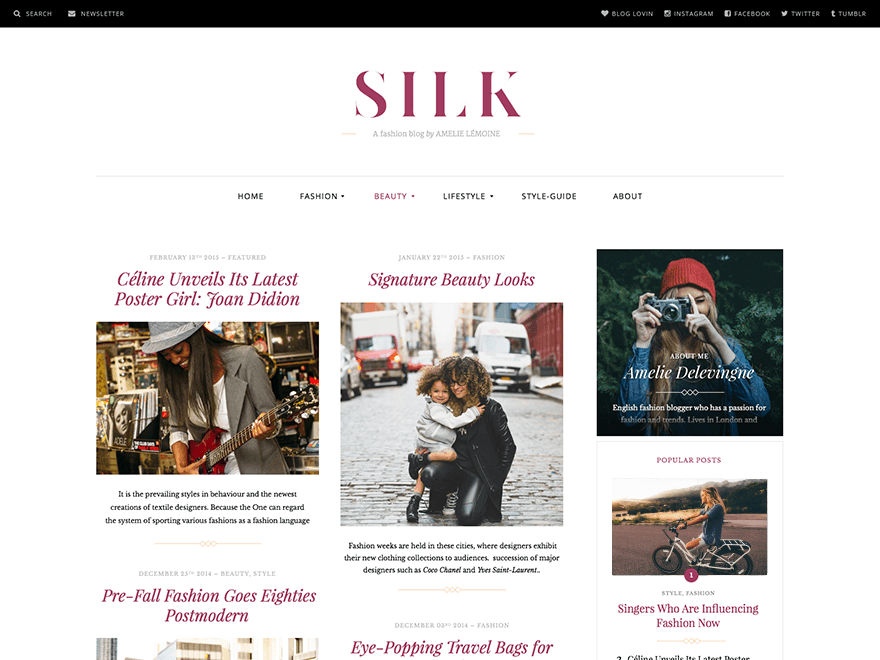 SEARCH NEWSLETTER BLOG LOVIN INSTAGRAM FACEBOOK TWITTER TUMBLR
SILK
A fashion blog by AMELIE LÉMOINE
HOME FASHION BEAUTY LIFESTYLE STYLE-GUIDE ABOUT
FEBRUARY 13TH 2015 – FEATURED
Céline Unveils Its Latest
Poster Girl: Joan Didion
ADELE
It is the prevailing styles in behaviour and the newest
creations of textile designers. Because the One can regard
the system of sporting various fashions as a fashion language
DECEMBER 23TH 2014 – BEAUTY, STYLE
Pre-Fall Fashion Goes Eighties
Postmodern
JANUARY 22TH 2015 – FASHION
Signature Beauty Looks
Fashion weeks are held in these cities, where designers exhibit
their new clothing collections to audiences. succession of major
designers such as Coco Chanel and Yves Saint-Laurent..
DECEMBER 03RD 2014 – FASHION
Eye-Popping Travel Bags for
ABOUT ME
Amelie Delevingne
English fashion blogger who has a passion for
fashion and trends. Lives in London and
POPULAR POSTS
1
STYLE, FASHION
Singers Who Are Influencing
Fashion Now
2 Céline Unveils Its Latest Poster